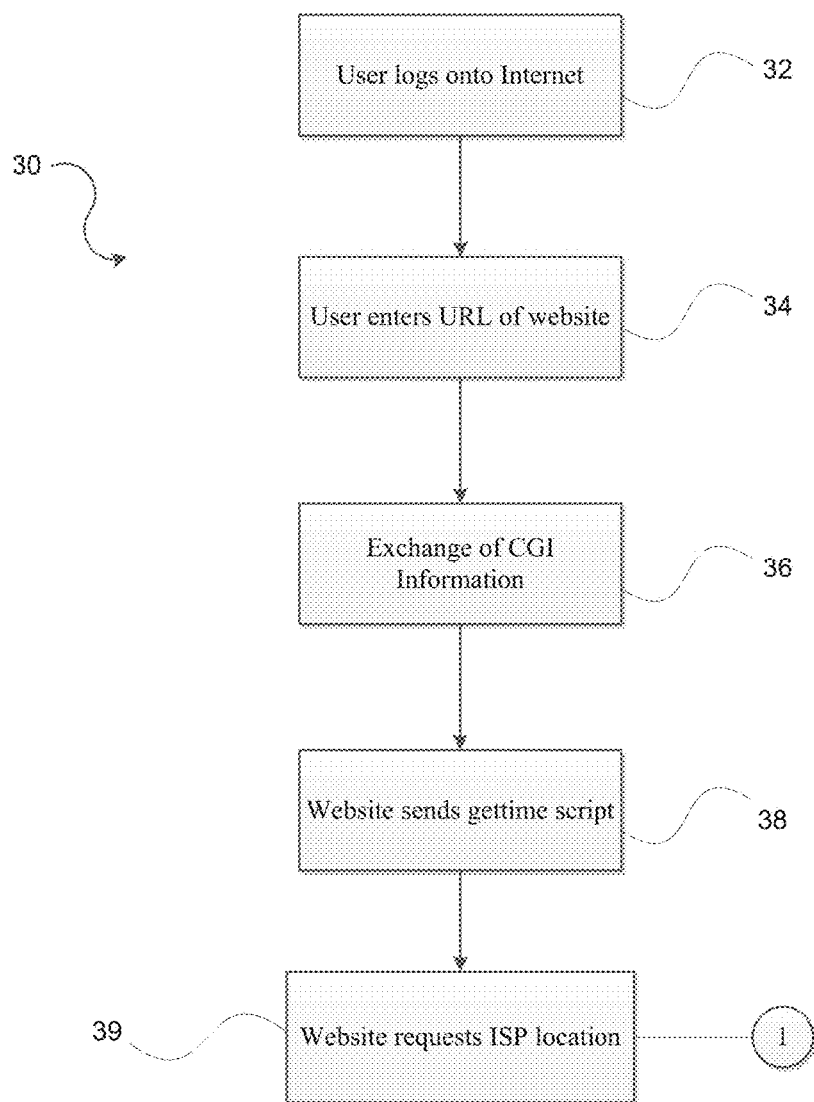 User logs onto Internet
32
30
User enters URL of website
34
Exchange of CGI
Information
36
Website sends gettime script
38
39
Website requests ISP location
1